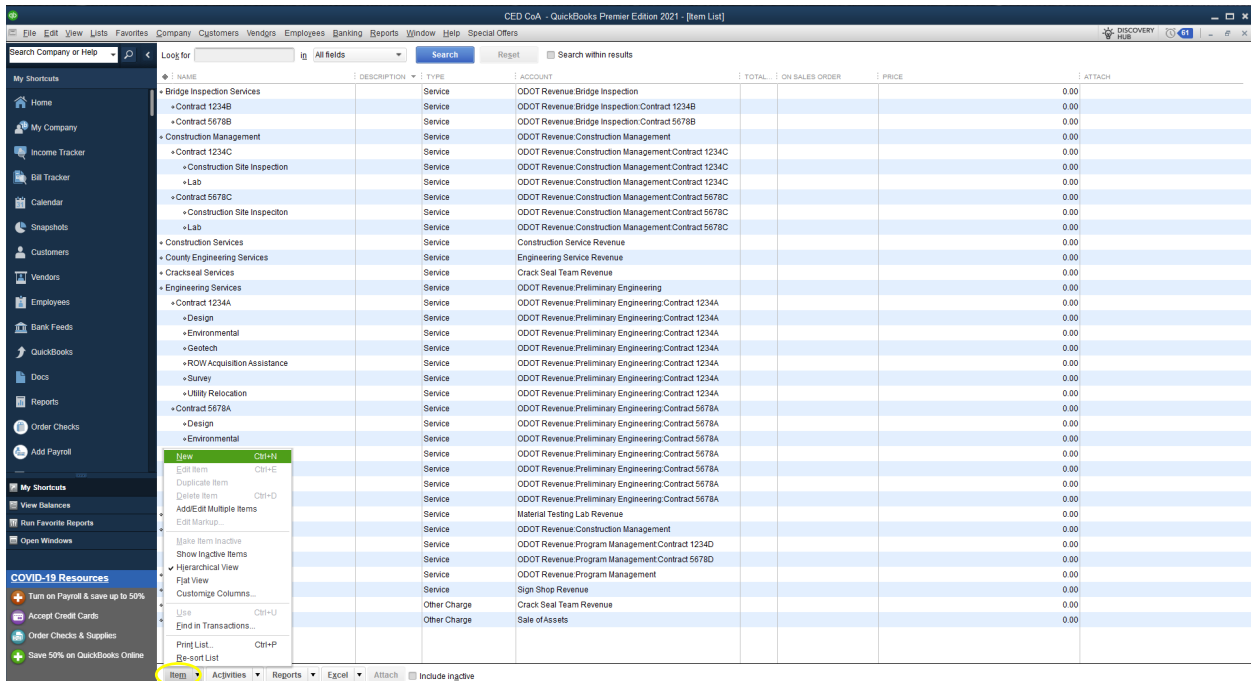 qb CED CoA - QuickBooks Premier Edition 2021 - [Item List]
File Edit View Lists Favorites Company Customers Vendors Employees Banking Reports Window Help Special Offers DISCOVERY HUB 61
Search Company or Help Look for in All fields Search Reset Search within results
My Shortcuts
Home
My Company
Income Tracker
Bill Tracker
Calendar
Snapshots
Customers
Vendors
Employees
Bank Feeds
QuickBooks
Docs
Reports
Order Checks
Add Payroll
My Shortcuts
View Balances
Run Favorite Reports
Open Windows
COVID-19 Resources
Turn on Payroll & save up to 50%
Accept Credit Cards
Order Checks & Supplies
Save 50% on QuickBooks Online
NAME DESCRIPTION TYPE ACCOUNT TOTAL... ON SALES ORDER PRICE ATTACH
Bridge Inspection Services Service ODOT Revenue:Bridge Inspection 0.00
Contract 1234B Service ODOT Revenue:Bridge Inspection:Contract 1234B 0.00
Contract 5678B Service ODOT Revenue:Bridge Inspection:Contract 5678B 0.00
Construction Management Service ODOT Revenue:Construction Management 0.00
Contract 1234C Service ODOT Revenue:Construction Management:Contract 1234C 0.00
Construction Site Inspection Service ODOT Revenue:Construction Management:Contract 1234C 0.00
Lab Service ODOT Revenue:Construction Management:Contract 1234C 0.00
Contract 5678C Service ODOT Revenue:Construction Management:Contract 5678C 0.00
Construction Site Inspeciton Service ODOT Revenue:Construction Management:Contract 5678C 0.00
Lab Service ODOT Revenue:Construction Management:Contract 5678C 0.00
Construction Services Service Construction Service Revenue 0.00
County Engineering Services Service Engineering Service Revenue 0.00
Crackseal Services Service Crack Seal Team Revenue 0.00
Engineering Services Service ODOT Revenue:Preliminary Engineering 0.00
Contract 1234A Service ODOT Revenue:Preliminary Engineering:Contract 1234A 0.00
Design Service ODOT Revenue:Preliminary Engineering:Contract 1234A 0.00
Environmental Service ODOT Revenue:Preliminary Engineering:Contract 1234A 0.00
Geotech Service ODOT Revenue:Preliminary Engineering:Contract 1234A 0.00
ROW Acquisition Assistance Service ODOT Revenue:Preliminary Engineering:Contract 1234A 0.00
Survey Service ODOT Revenue:Preliminary Engineering:Contract 1234A 0.00
Utility Relocation Service ODOT Revenue:Preliminary Engineering:Contract 1234A 0.00
Contract 5678A Service ODOT Revenue:Preliminary Engineering:Contract 5678A 0.00
Design Service ODOT Revenue:Preliminary Engineering:Contract 5678A 0.00
Environmental Service ODOT Revenue:Preliminary Engineering:Contract 5678A 0.00
Service ODOT Revenue:Preliminary Engineering:Contract 5678A 0.00
Service ODOT Revenue:Preliminary Engineering:Contract 5678A 0.00
Service ODOT Revenue:Preliminary Engineering:Contract 5678A 0.00
Service ODOT Revenue:Preliminary Engineering:Contract 5678A 0.00
Service Material Testing Lab Revenue 0.00
Service ODOT Revenue:Construction Management 0.00
Service ODOT Revenue:Program Management:Contract 1234D 0.00
Service ODOT Revenue:Program Management:Contract 5678D 0.00
Service ODOT Revenue:Program Management 0.00
Service Sign Shop Revenue 0.00
Other Charge Crack Seal Team Revenue 0.00
Other Charge Sale of Assets 0.00
New Ctrl+N
Edit Item Ctrl+E
Duplicate Item
Delete Item Ctrl+D
Add/Edit Multiple Items
Edit Markup...
Make Item Inactive
Show Inactive Items
Hierarchical View
Flat View
Customize Columns...
Use Ctrl+U
Find in Transactions...
Print List... Ctrl+P
Re-sort List
Item Activities Reports Excel Attach Include inactive